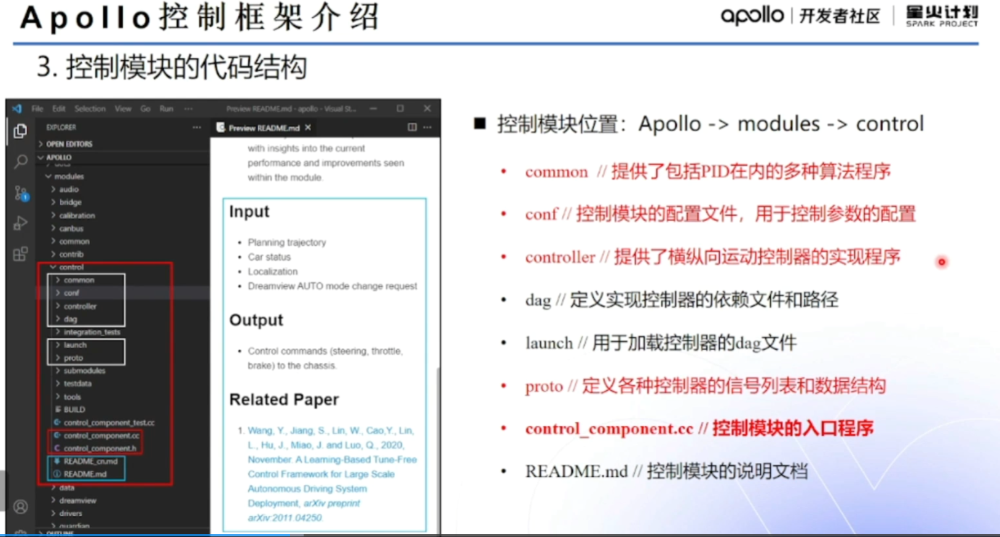 Apollo控制框架介绍
apollo | 开发者社区 | 星火计划
SPARK PROJECT
3. 控制模块的代码结构
File Edit Selection View Go Run ··· Preview README.md - apollo - Visual St...
EXPLORER ···
OPEN EDITORS
APOLLO
modules
audio
bridge
calibration
canbus
common
contrib
control
common
conf
controller
dag
integration_tests
launch
proto
submodules
testdata
tools
BUILD
control_component_test.cc
control_component.cc
control_component.h
README_cn.md
README.md
data
dreamview
drivers
guardian
OUTLINE
1
Preview README.md
with insights into the current
performance and improvements seen
within the module.
Input
• Planning trajectory
• Car status
• Localization
• Dreamview AUTO mode change request
Output
• Control commands (steering, throttle,
brake) to the chassis.
Related Paper
1. Wang, Y., Jiang, S., Lin, W., Cao,Y., Lin,
L., Hu, J., Miao, J. and Luo, Q., 2020,
November. A Learning-Based Tune-Free
Control Framework for Large Scale
Autonomous Driving System
Deployment, arXiv preprint
arXiv:2011.04250.
■ 控制模块位置：Apollo -> modules -> control
• common // 提供了包括PID在内的多种算法程序
• conf // 控制模块的配置文件，用于控制参数的配置
• controller // 提供了横纵向运动控制器的实现程序
• dag // 定义实现控制器的依赖文件和路径
• launch // 用于加载控制器的dag文件
• proto // 定义各种控制器的信号列表和数据结构
• control_component.cc // 控制模块的入口程序
• README.md // 控制模块的说明文档